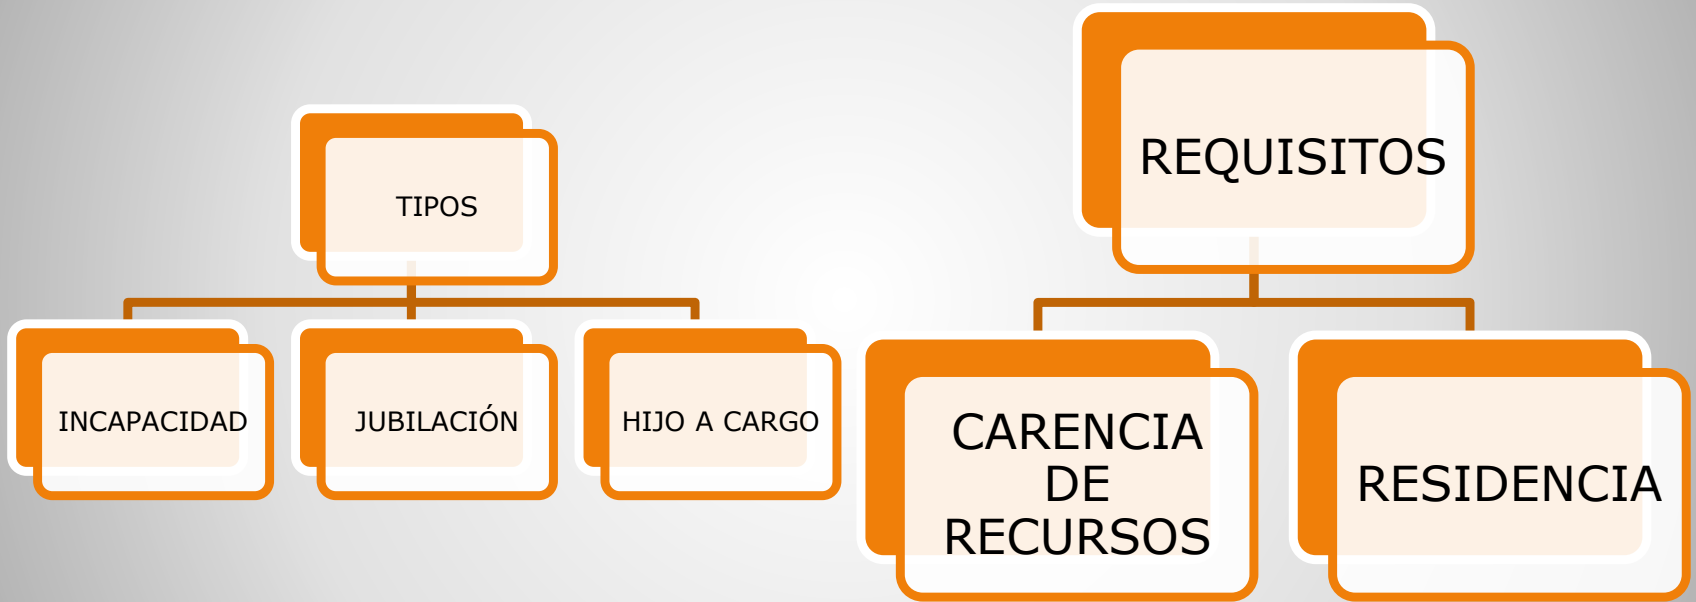 TIPOS
INCAPACIDAD
JUBILACIÓN
HIJO A CARGO
REQUISITOS
CARENCIA
DE
RECURSOS
RESIDENCIA